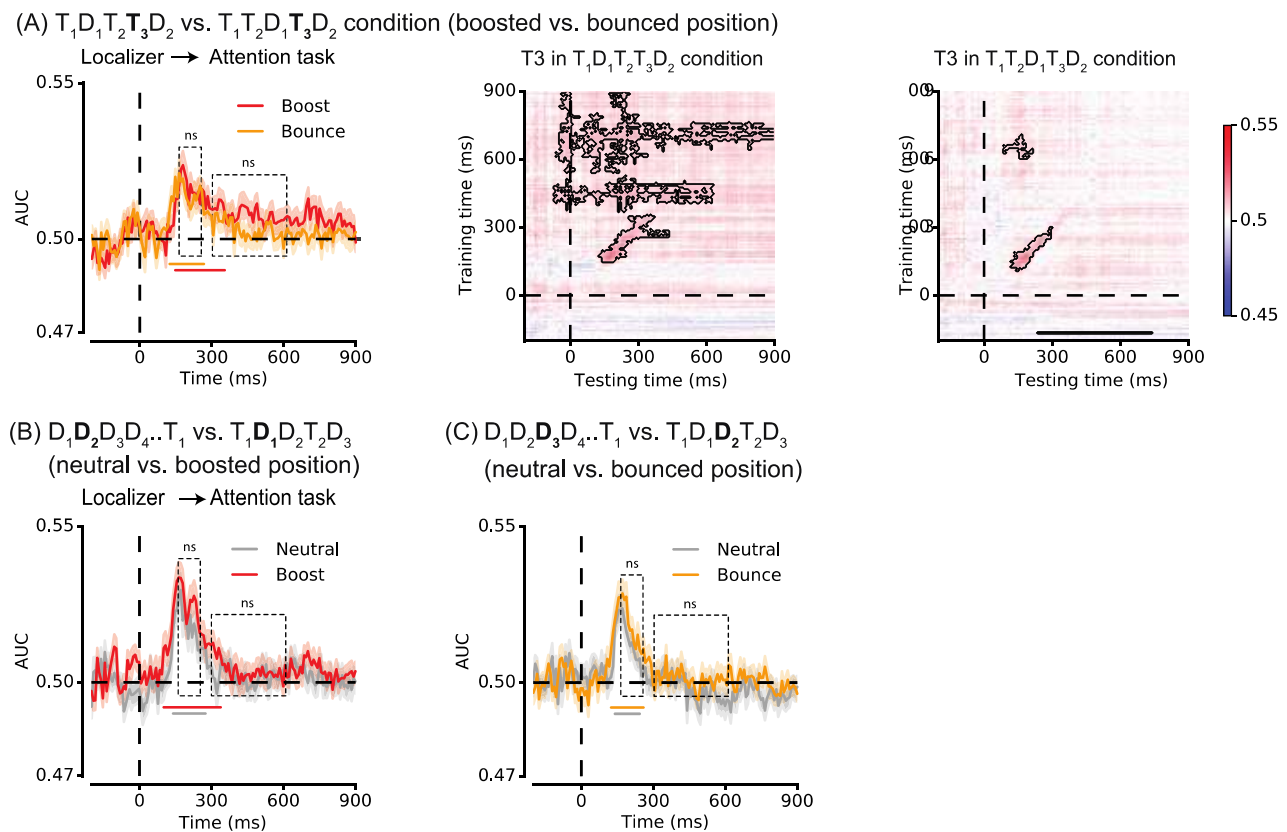 (A) T1D1T2T3D2 vs. T1T2D1T3D2 condition (boosted vs. bounced position)
Localizer → Attention task
0.55
0.50
0.47
AUC
Boost
Bounce
ns
ns
0 300 600 900
Time (ms)
T3 in T1D1T2T3D2 condition
900
600
300
0
Training time (ms)
0 300 600 900
Testing time (ms)
T3 in T1T2D1T3D2 condition
00
00
00
0
Training time (ms)
0 300 600 900
Testing time (ms)
0.55
0.5
0.45
(B) D1D2D3D4..T1 vs. T1D1D2T2D3
(neutral vs. boosted position)
Localizer → Attention task
0.55
0.50
0.47
AUC
Neutral
Boost
ns
ns
0 300 600 900
Time (ms)
(C) D1D2D3D4..T1 vs. T1D1D2T2D3
(neutral vs. bounced position)
0.55
0.50
0.47
AUC
Neutral
Bounce
ns
ns
0 300 600 900
Time (ms)